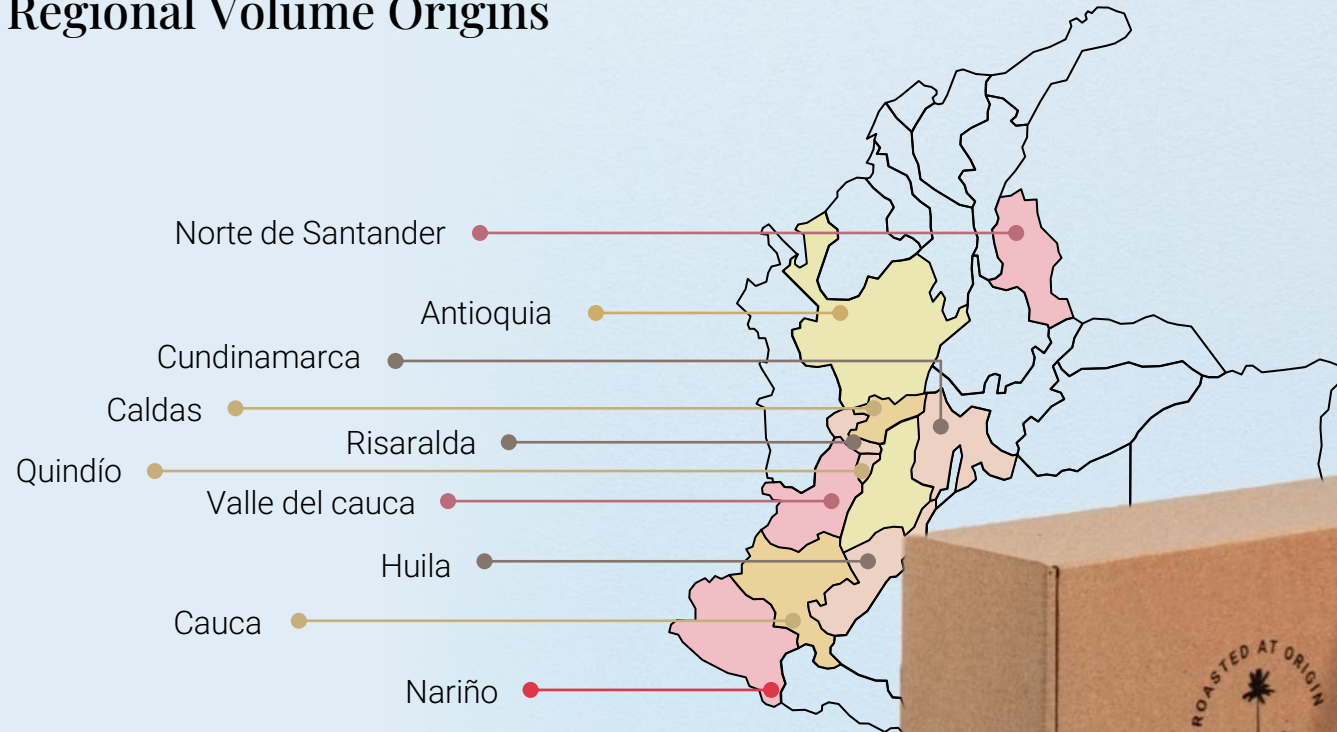 Regional Volume Origins
Norte de Santander
Antioquia
Cundinamarca
Caldas
Risaralda
Quindío
Valle del cauca
Huila
Cauca
Nariño
ROASTED AT ORIGIN